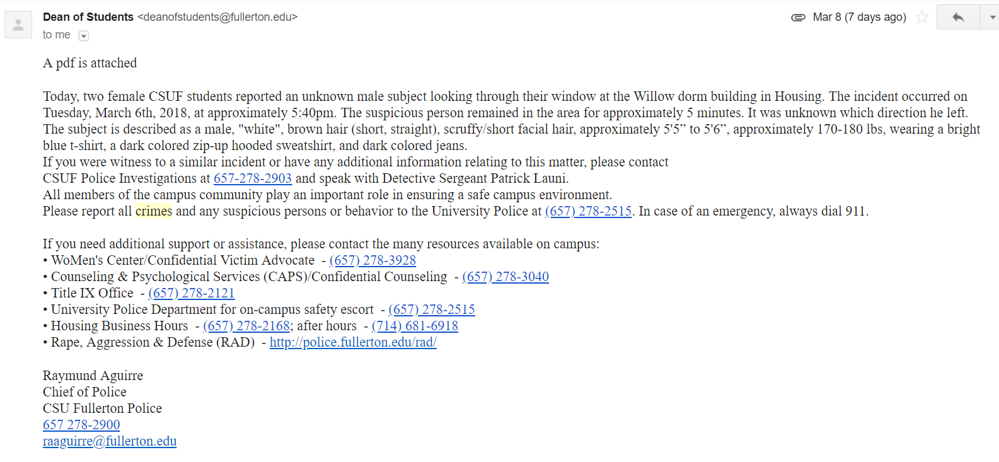 Dean of Students <deanofstudents@fullerton.edu> Mar 8 (7 days ago)
to me
A pdf is attached
Today, two female CSUF students reported an unknown male subject looking through their window at the Willow dorm building in Housing. The incident occurred on
Tuesday, March 6th, 2018, at approximately 5:40pm. The suspicious person remained in the area for approximately 5 minutes. It was unknown which direction he left.
The subject is described as a male, "white", brown hair (short, straight), scruffy/short facial hair, approximately 5'5” to 5'6”, approximately 170-180 lbs, wearing a bright
blue t-shirt, a dark colored zip-up hooded sweatshirt, and dark colored jeans.
If you were witness to a similar incident or have any additional information relating to this matter, please contact
CSUF Police Investigations at 657-278-2903 and speak with Detective Sergeant Patrick Launi.
All members of the campus community play an important role in ensuring a safe campus environment.
Please report all crimes and any suspicious persons or behavior to the University Police at (657) 278-2515. In case of an emergency, always dial 911.
If you need additional support or assistance, please contact the many resources available on campus:
• WoMen's Center/Confidential Victim Advocate - (657) 278-3928
• Counseling & Psychological Services (CAPS)/Confidential Counseling - (657) 278-3040
• Title IX Office - (657) 278-2121
• University Police Department for on-campus safety escort - (657) 278-2515
• Housing Business Hours - (657) 278-2168; after hours - (714) 681-6918
• Rape, Aggression & Defense (RAD) - http://police.fullerton.edu/rad/
Raymund Aguirre
Chief of Police
CSU Fullerton Police
657 278-2900
raaguirre@fullerton.edu